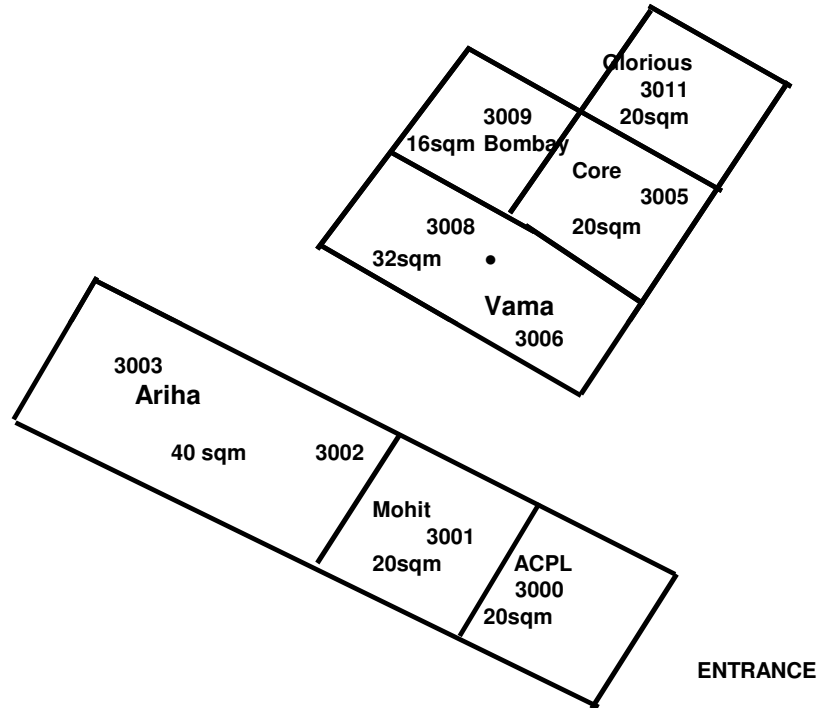 Glorious
3011
20sqm
3009
16sqm Bombay
Core
3005
20sqm
3008
32sqm
Vama
3006
3003
Ariha
40 sqm
3002
Mohit
3001
20sqm
ACPL
3000
20sqm
ENTRANCE